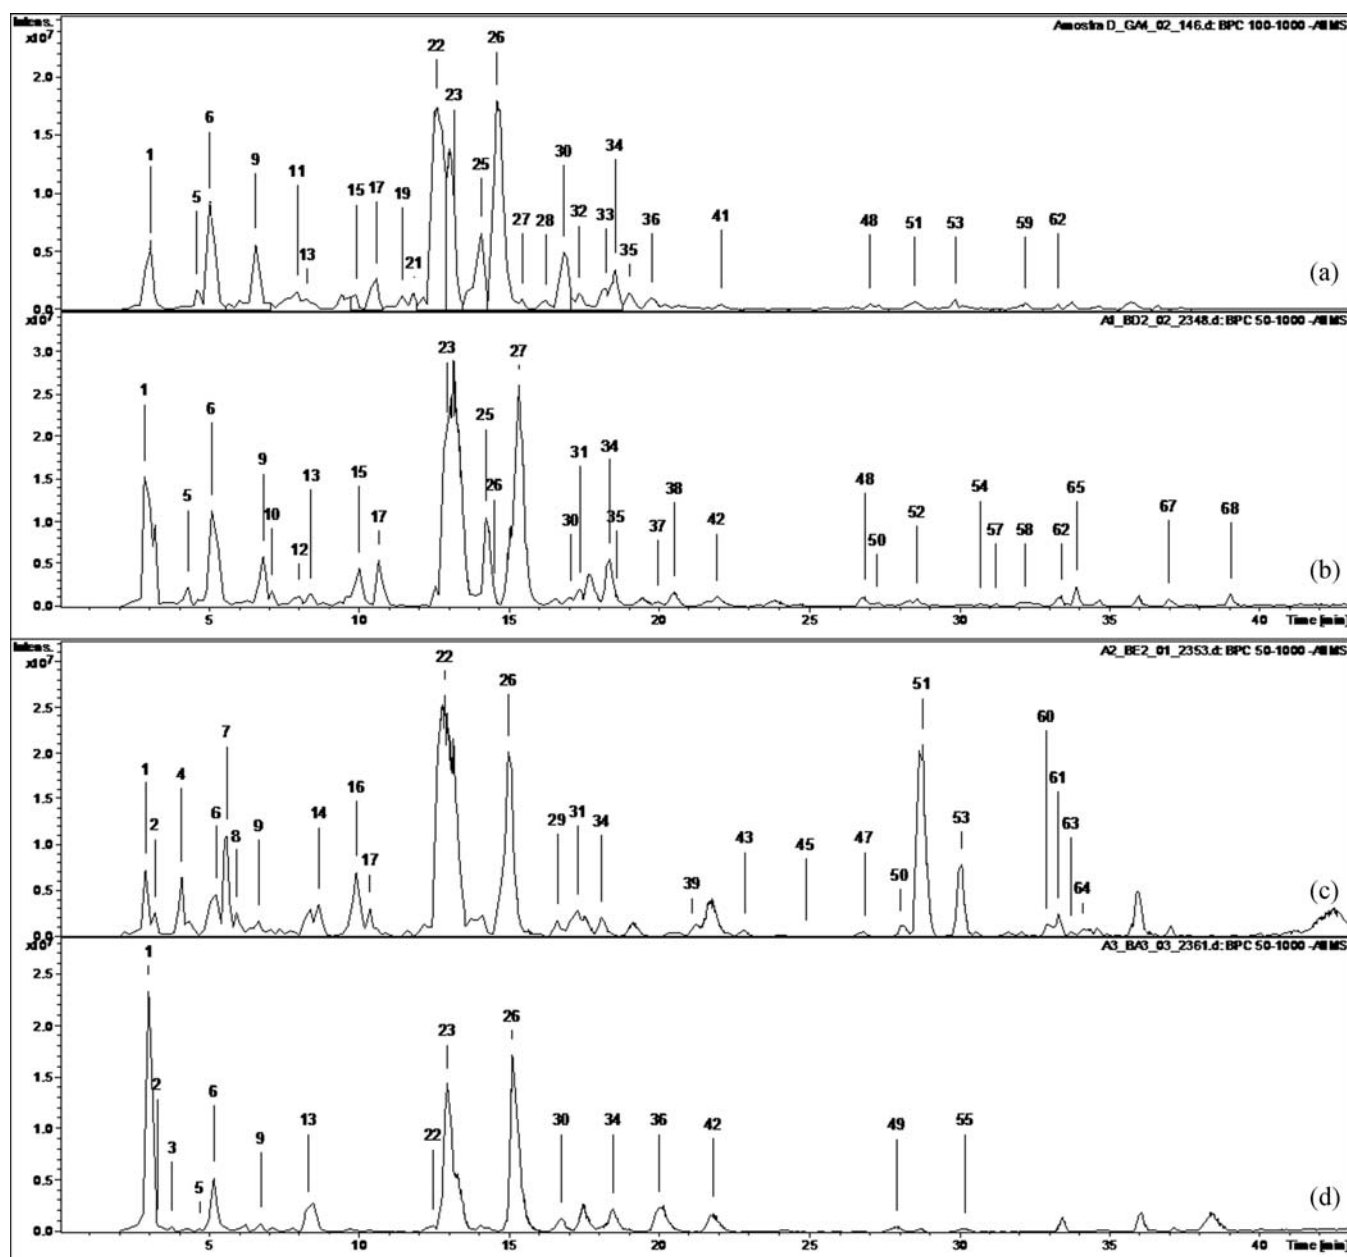 Intens.
x10⁷
Amostra D_GA4_02_146.d: BPC 100-1000 -All MS
2.0
1.5
1.0
0.5
0.0
1 5 6 9 11 13 15 17 19 21 22 23 25 26 27 28 30 32 33 34 35 36 41 48 51 53 59 62
(a)
x10⁷
A1_BD2_02_2348.d: BPC 50-1000 -All MS
3.0
2.5
2.0
1.5
1.0
0.5
0.0
1 5 6 9 10 12 13 15 17 23 25 26 27 30 31 34 35 37 38 42 48 50 52 54 57 58 62 65 67 68
(b)
5 10 15 20 25 30 35 40 Time [min]
Intens.
x10⁷
A2_BE2_01_2353.d: BPC 50-1000 -All MS
2.5
2.0
1.5
1.0
0.5
0.0
1 2 4 6 7 8 9 14 16 17 22 26 29 31 34 39 43 45 47 50 51 53 60 61 63 64
(c)
x10⁷
A3_BA3_03_2361.d: BPC 50-1000 -All MS
2.5
2.0
1.5
1.0
0.5
0.0
1 2 3 5 6 9 13 22 23 26 30 34 36 42 49 55
(d)
5 10 15 20 25 30 35 40 Time [min]